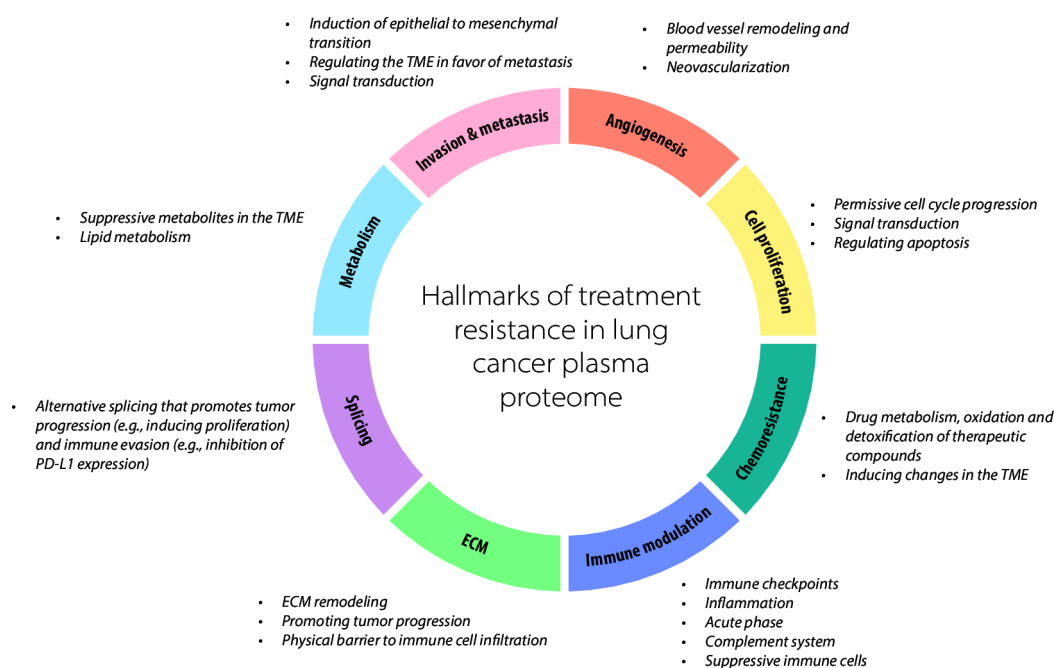 • Induction of epithelial to mesenchymal
transition
• Regulating the TME in favor of metastasis
• Signal transduction
• Blood vessel remodeling and
permeability
• Neovascularization
Invasion & metastasis
Angiogenesis
• Suppressive metabolites in the TME
• Lipid metabolism
Metabolism
Cell proliferation
• Permissive cell cycle progression
• Signal transduction
• Regulating apoptosis
Hallmarks of treatment
resistance in lung
cancer plasma
proteome
• Alternative splicing that promotes tumor
progression (e.g., inducing proliferation)
and immune evasion (e.g., inhibition of
PD-L1 expression)
Splicing
Chemoresistance
• Drug metabolism, oxidation and
detoxification of therapeutic
compounds
• Inducing changes in the TME
ECM
Immune modulation
• ECM remodeling
• Promoting tumor progression
• Physical barrier to immune cell infiltration
• Immune checkpoints
• Inflammation
• Acute phase
• Complement system
• Suppressive immune cells